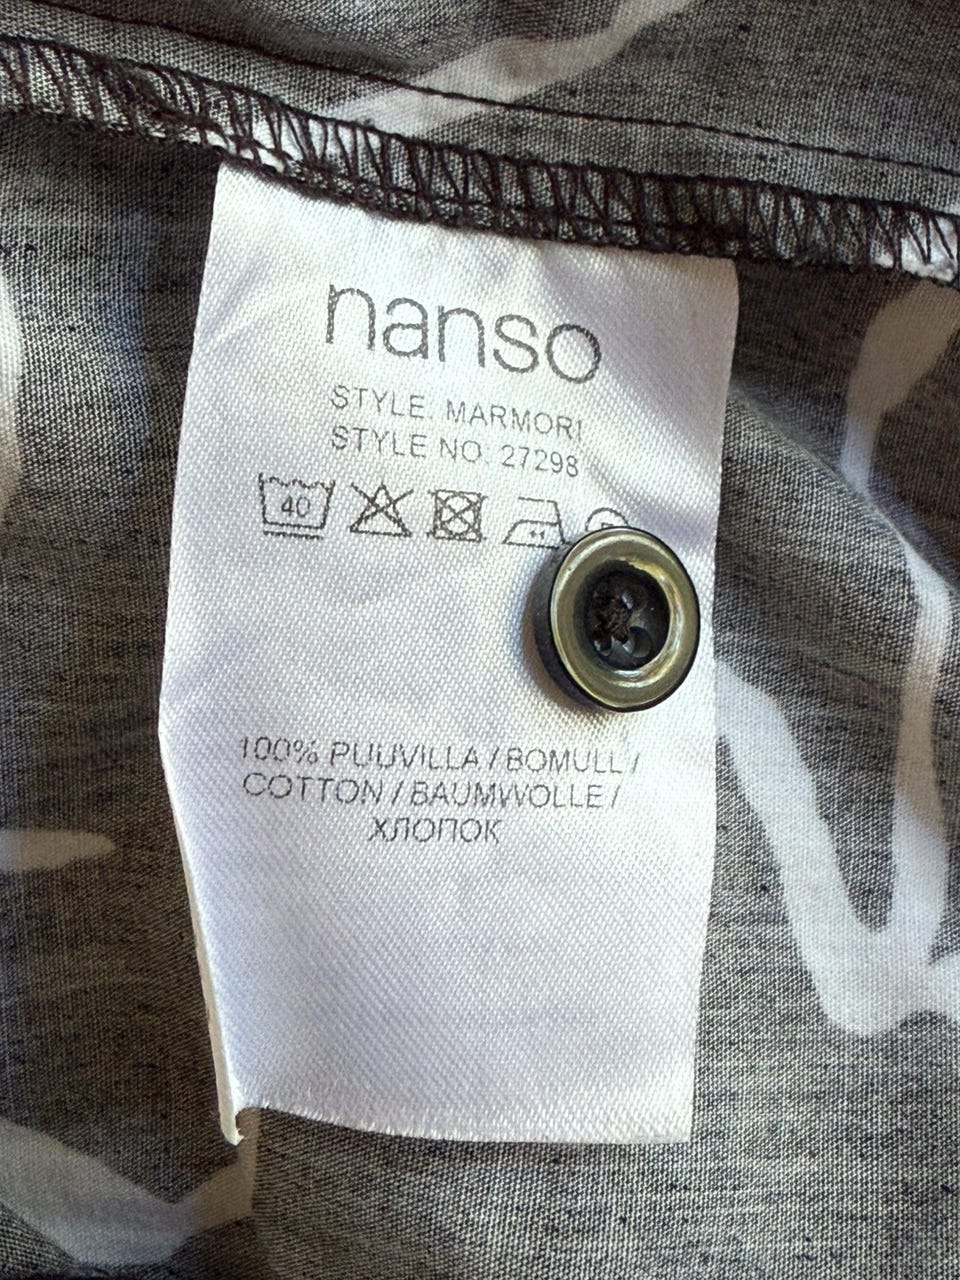 nanso
STYLE: MARMORI
STYLE NO: 27298
40
100% PUUVILLA / BOMULL /
COTTON / BAUMWOLLE /
ХЛОПОК